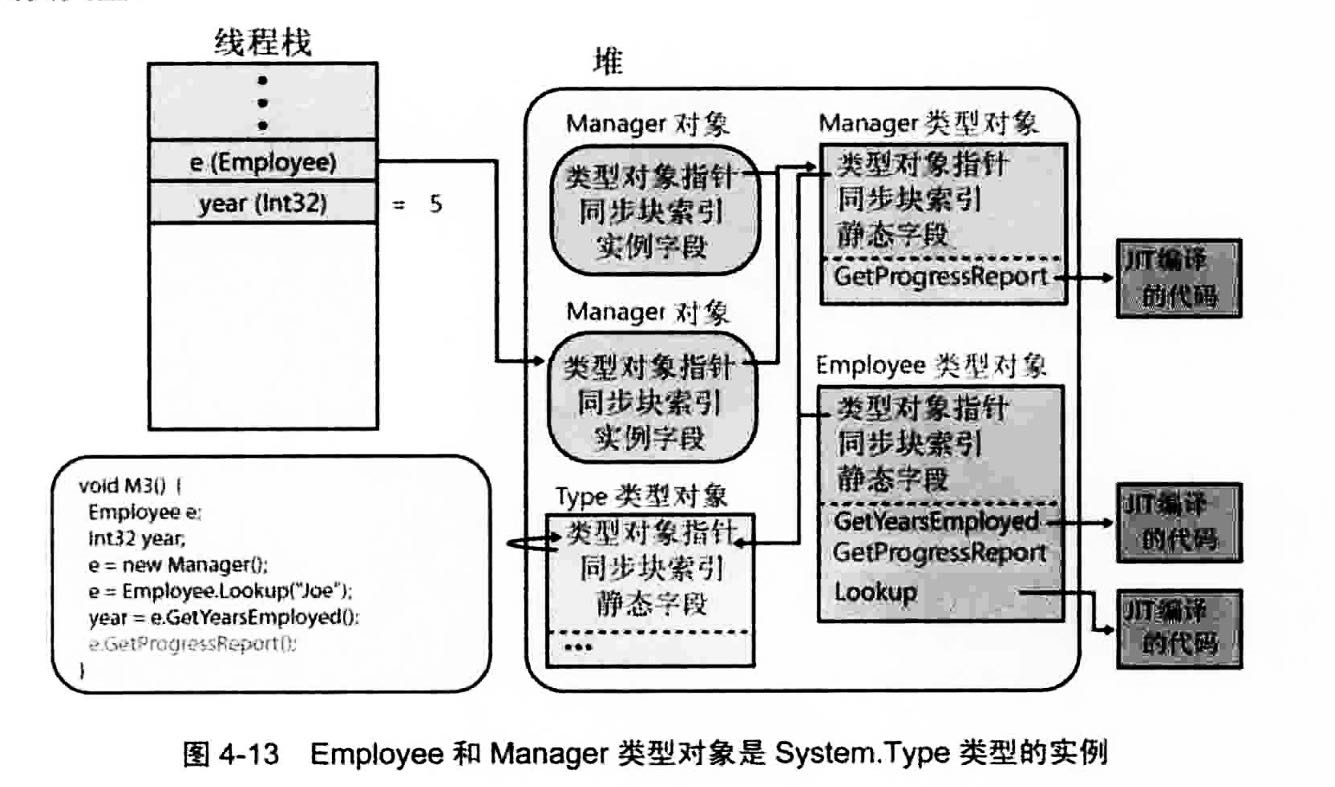 线程栈
e (Employee)
year (Int32)
= 5
堆
Manager 对象
类型对象指针
同步块索引
实例字段
Manager 对象
类型对象指针
同步块索引
实例字段
Type 类型对象
类型对象指针
同步块索引
静态字段
•••
Manager 类型对象
类型对象指针
同步块索引
静态字段
GetProgressReport
JIT编译
的代码
Employee 类型对象
类型对象指针
同步块索引
静态字段
GetYearsEmployed
GetProgressReport
Lookup
JIT编译
的代码
JIT编译
的代码
void M3() {
Employee e;
Int32 year;
e = new Manager();
e = Employee.Lookup("Joe");
year = e.GetYearsEmployed();
e.GetProgressReport();
}
图 4-13 Employee 和 Manager 类型对象是 System.Type 类型的实例